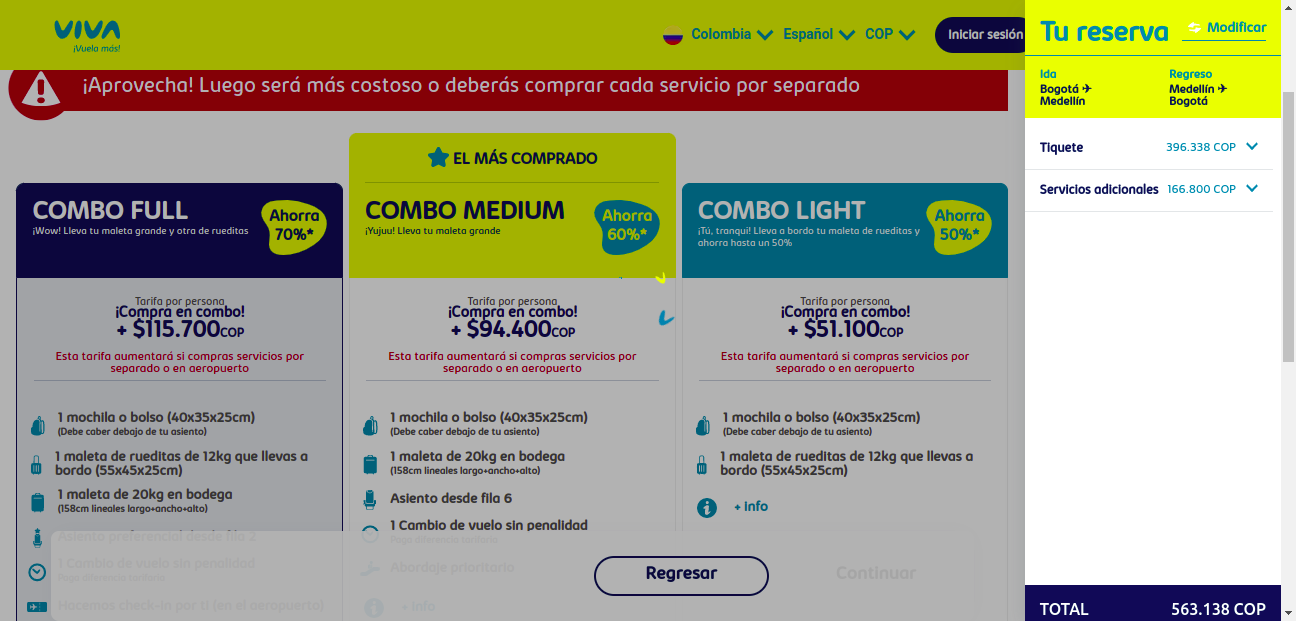 VIVA
¡Vuela más!
Colombia
Español
COP
Iniciar sesión
Tu reserva
Modificar
Ida
Bogotá ✈
Medellín
Regreso
Medellín ✈
Bogotá
Tiquete
396.338 COP
Servicios adicionales
166.800 COP
TOTAL
563.138 COP
¡Aprovecha! Luego será más costoso o deberás comprar cada servicio por separado
COMBO FULL
¡Wow! Lleva tu maleta grande y otra de rueditas
Ahorra
70%*
Tarifa por persona
¡Compra en combo!
+ $115.700COP
Esta tarifa aumentará si compras servicios por
separado o en aeropuerto
1 mochila o bolso (40x35x25cm)
(Debe caber debajo de tu asiento)
1 maleta de rueditas de 12kg que llevas a
bordo (55x45x25cm)
1 maleta de 20kg en bodega
(158cm lineales largo+ancho+alto)
Asiento preferencial desde fila 2
1 Cambio de vuelo sin penalidad
Paga diferencia tarifaria
Hacemos check-in por ti (en el aeropuerto)
EL MÁS COMPRADO
COMBO MEDIUM
¡Yujuu! Lleva tu maleta grande
Ahorra
60%*
Tarifa por persona
¡Compra en combo!
+ $94.400COP
Esta tarifa aumentará si compras servicios por
separado o en aeropuerto
1 mochila o bolso (40x35x25cm)
(Debe caber debajo de tu asiento)
1 maleta de 20kg en bodega
(158cm lineales largo+ancho+alto)
Asiento desde fila 6
1 Cambio de vuelo sin penalidad
Paga diferencia tarifaria
Abordaje prioritario
+ info
COMBO LIGHT
¡Tú, tranqui! Lleva a bordo tu maleta de rueditas y
ahorra hasta un 50%
Ahorra
50%*
Tarifa por persona
¡Compra en combo!
+ $51.100COP
Esta tarifa aumentará si compras servicios por
separado o en aeropuerto
1 mochila o bolso (40x35x25cm)
(Debe caber debajo de tu asiento)
1 maleta de rueditas de 12kg que llevas a
bordo (55x45x25cm)
+ info
Regresar
Continuar